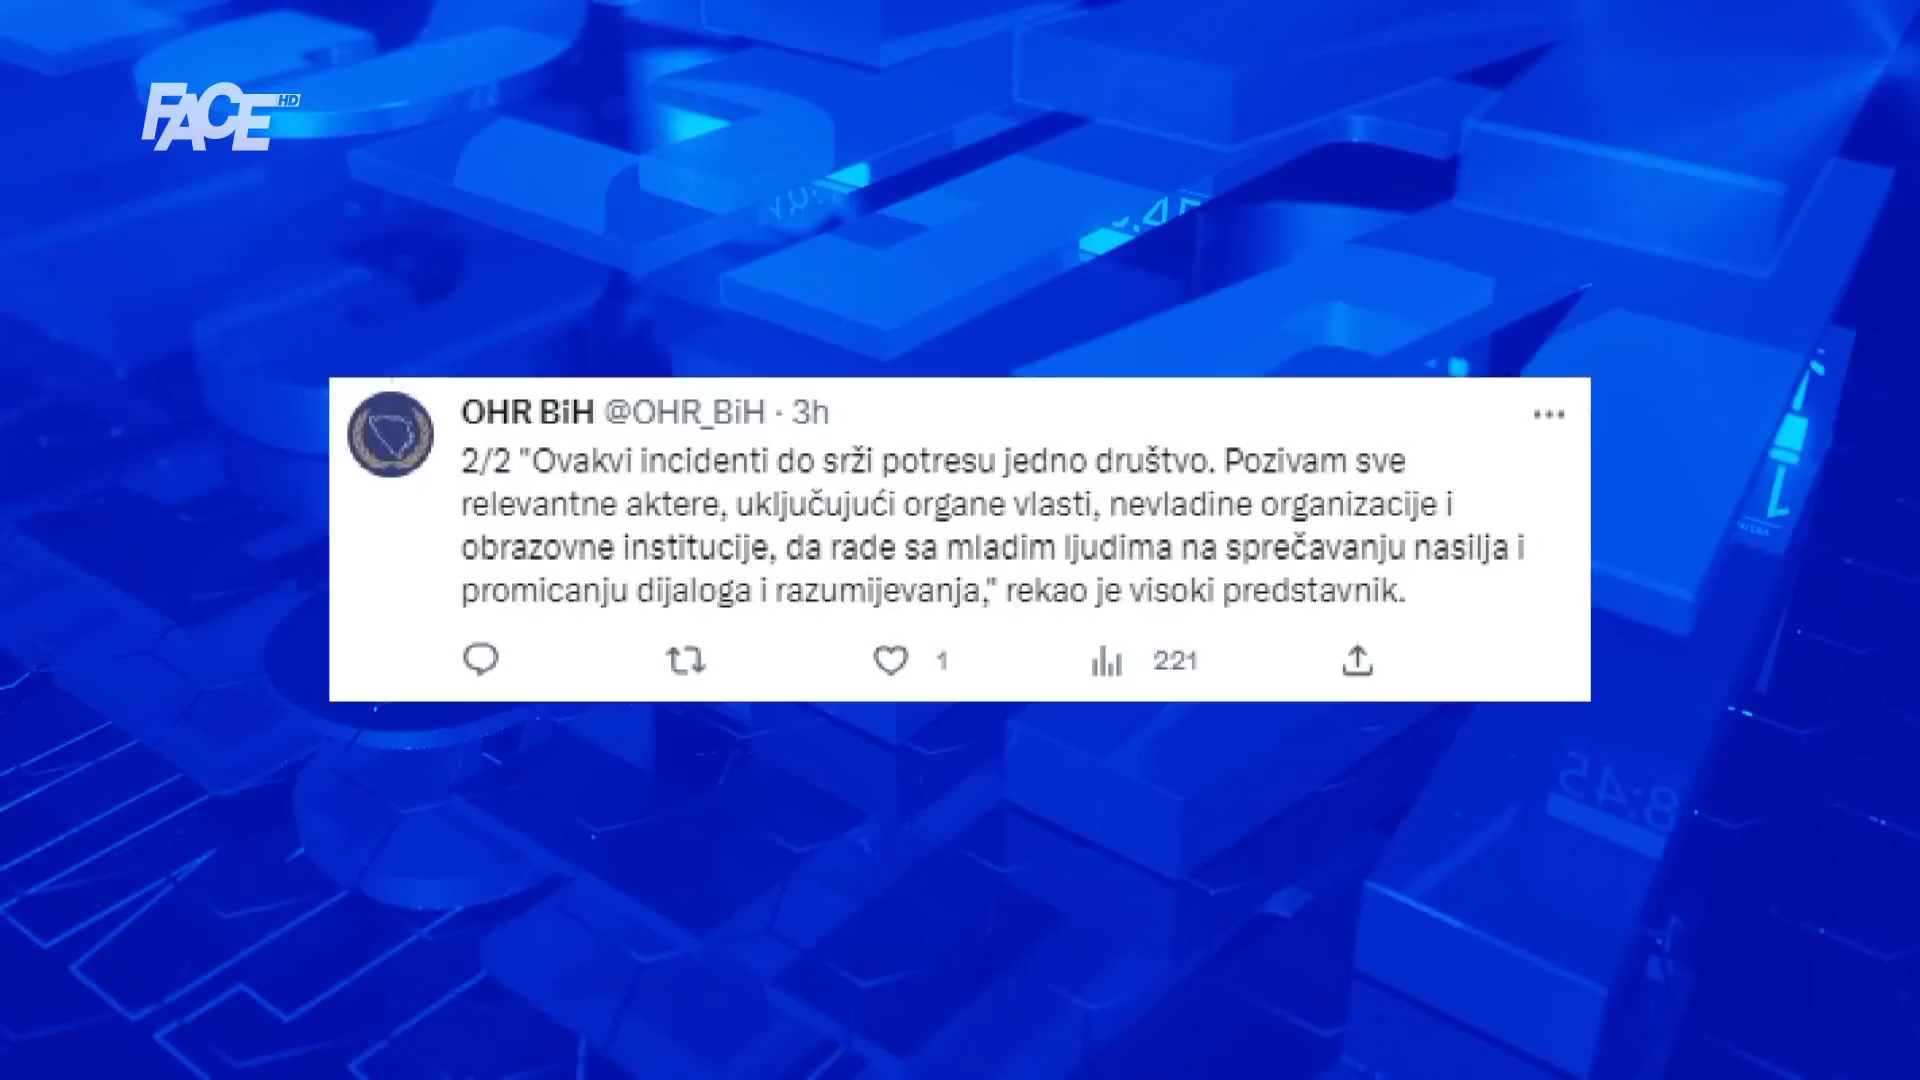 FACE HD
OHR BiH @OHR_BiH · 3h
2/2 "Ovakvi incidenti do srži potresu jedno društvo. Pozivam sve
relevantne aktere, uključujući organe vlasti, nevladine organizacije i
obrazovne institucije, da rade sa mladim ljudima na sprečavanju nasilja i
promicanju dijaloga i razumijevanja," rekao je visoki predstavnik.
1 221
8:45